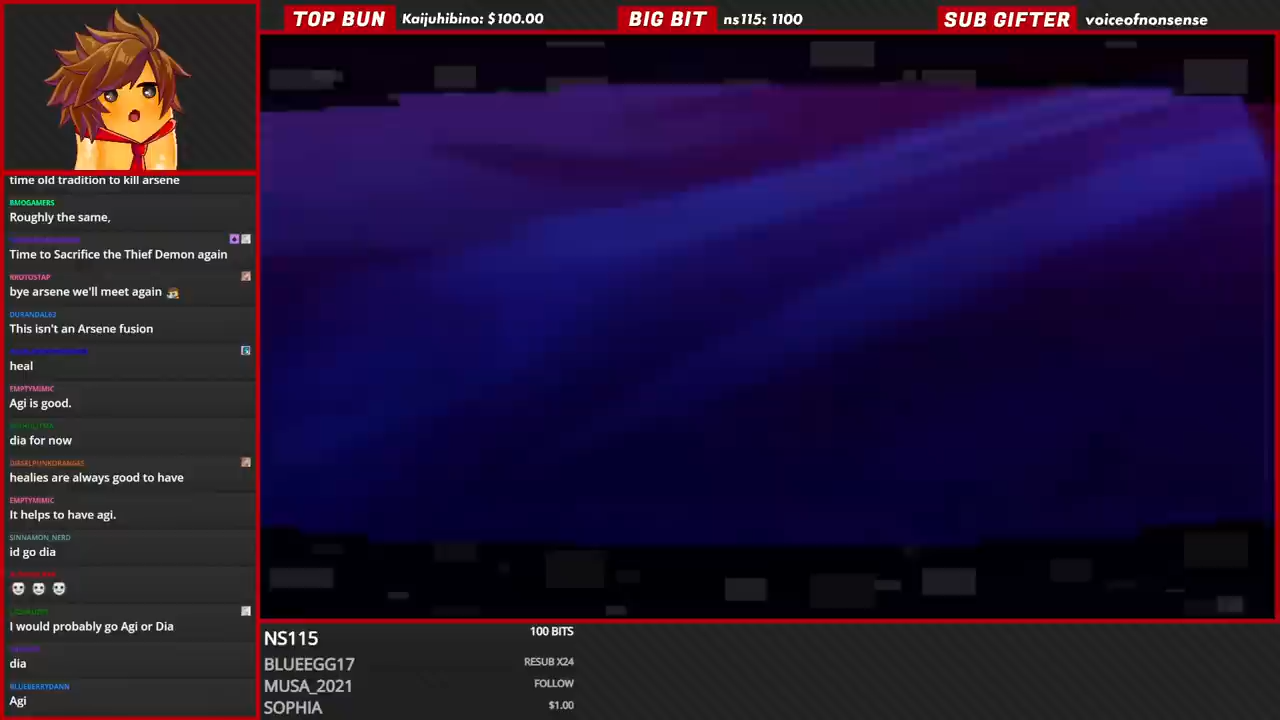 TOP BUN Kaijuhibino: $100.00 BIG BIT ns115: 1100 SUB GIFTER voiceofnonsense
time old tradition to kill arsene
RMOGAMERS
Roughly the same,
Time to Sacrifice the Thief Demon again
RROTOSTAP
bye arsene we'll meet again
DURANDAL63
This isn't an Arsene fusion
heal
EMPTYMIMIC
Agi is good.
dia for now
DIESELPUNKORANGES
healies are always good to have
EMPTYMIMIC
It helps to have agi.
SINNAMON_NERD
id go dia
I would probably go Agi or Dia
dia
BLUEBERRYDANN
Agi
NS115 100 BITS
BLUEEGG17 RESUB X24
MUSA_2021 FOLLOW
SOPHIA $1.00